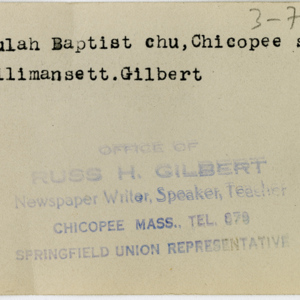 3-7
ulah Baptist chu,Chicopee s
llimansett.Gilbert
OFFICE OF
RUSS H. GILBERT
Newspaper Writer, Speaker, Teacher
CHICOPEE MASS., TEL. 879
SPRINGFIELD UNION REPRESENTATIVE